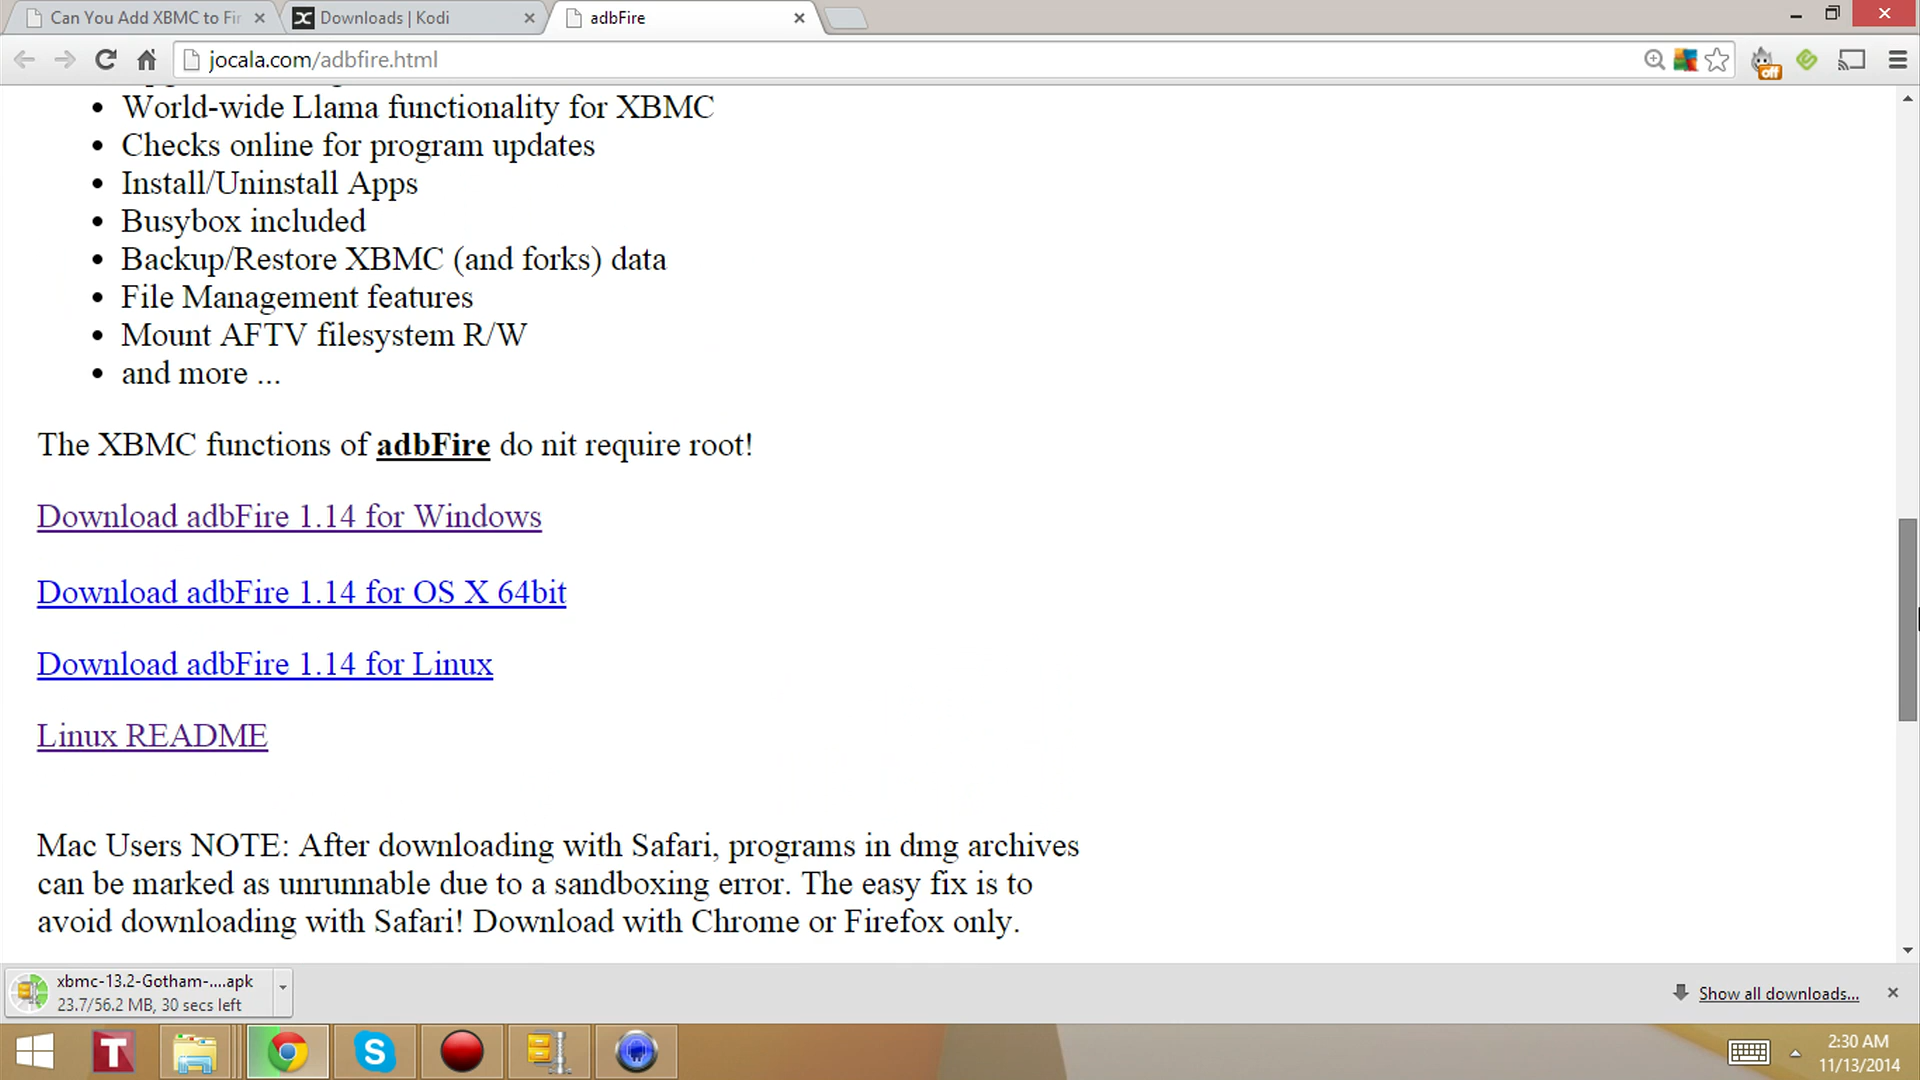 Can You Add XBMC to Fir
Downloads | Kodi
adbFire
jocala.com/adbfire.html
off
• World-wide Llama functionality for XBMC
• Checks online for program updates
• Install/Uninstall Apps
• Busybox included
• Backup/Restore XBMC (and forks) data
• File Management features
• Mount AFTV filesystem R/W
• and more ...
The XBMC functions of adbFire do nit require root!
Download adbFire 1.14 for Windows
Download adbFire 1.14 for OS X 64bit
Download adbFire 1.14 for Linux
Linux README
Mac Users NOTE: After downloading with Safari, programs in dmg archives
can be marked as unrunnable due to a sandboxing error. The easy fix is to
avoid downloading with Safari! Download with Chrome or Firefox only.
xbmc-13.2-Gotham-....apk
23.7/56.2 MB, 30 secs left
Show all downloads...
T
S
2:30 AM
11/13/2014